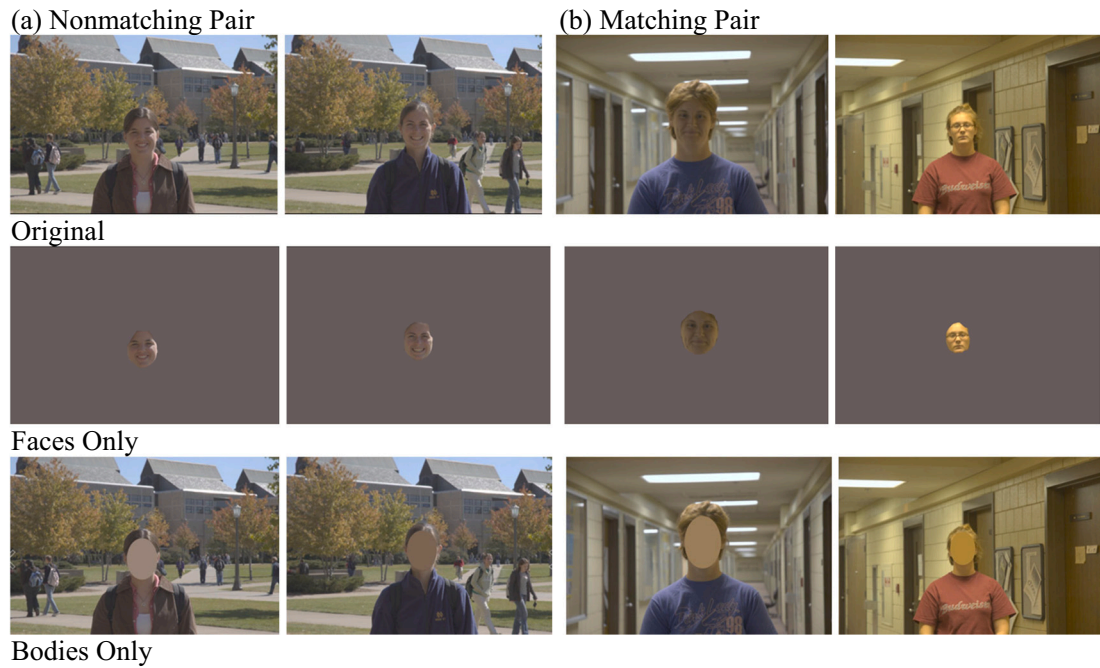 (a) Nonmatching Pair
(b) Matching Pair
Original
Faces Only
Bodies Only